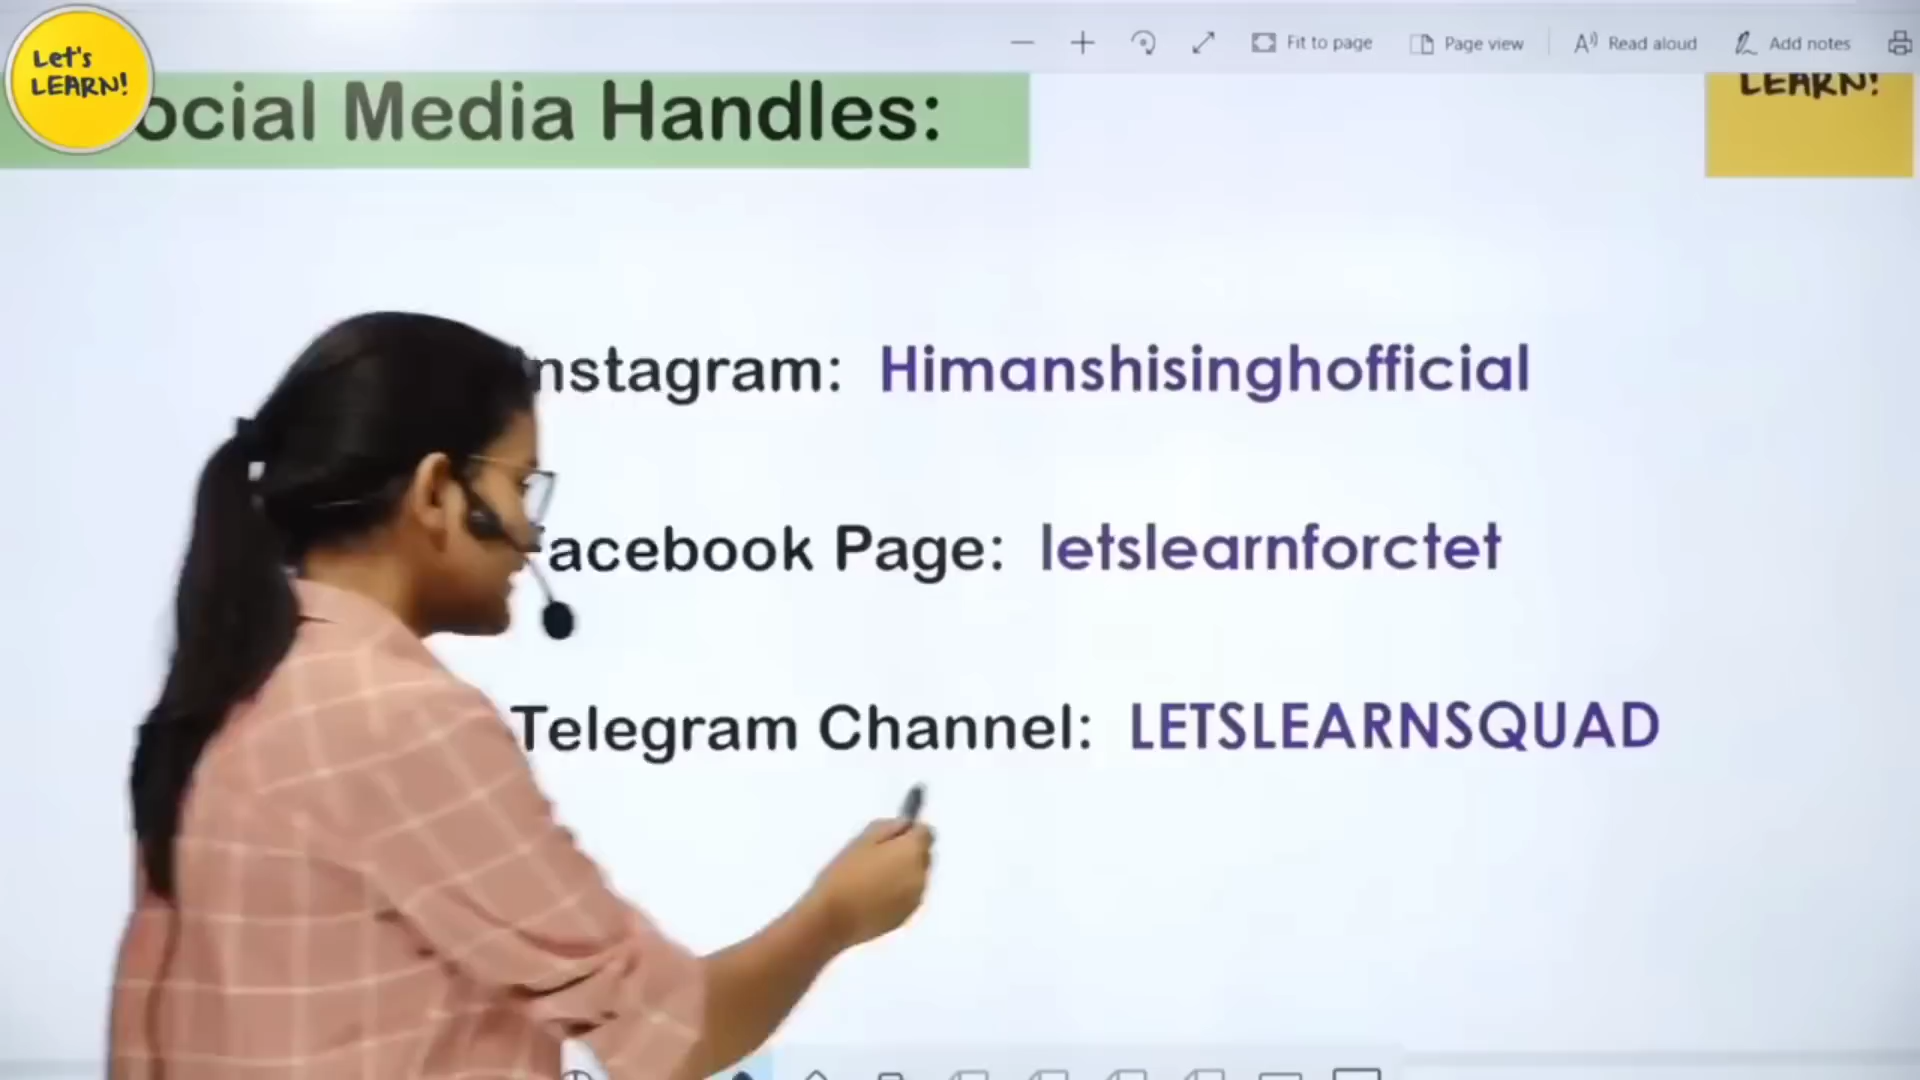 Let's
LEARN!
Fit to page
Page view
Read aloud
Add notes
LEARN!
ocial Media Handles:
nstagram: Himanshisinghofficial
Facebook Page: letslearnforctet
Telegram Channel: LETSLEARNSQUAD